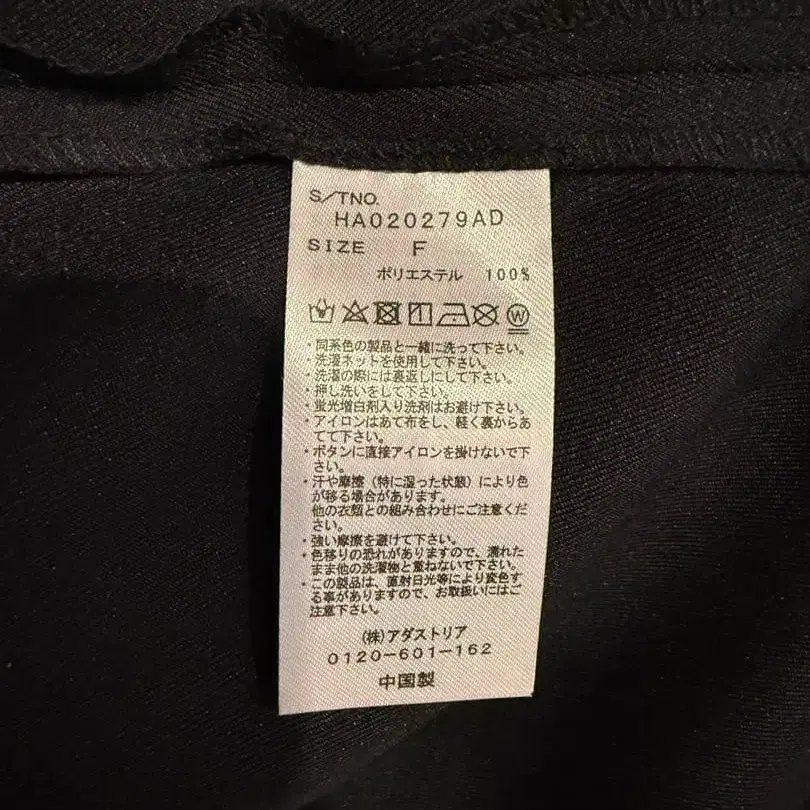 S/TNO.
HA020279AD
SIZE F
ポリエステル 100%
・同系色の製品と一緒に洗って下さい。
・洗濯ネットを使用して下さい。
・洗濯の際には裏返しにして下さい。
・押し洗いをして下さい。
・蛍光増白剤入り洗剤はお避け下さい。
・アイロンはあて布をし、軽く裏からあ
てて下さい。
・ボタンに直接アイロンを掛けないで下
さい。
・汗や摩擦（特に湿った状態）により色
が移る場合があります。
他の衣類との組み合わせにご注意くだ
さい。
・強い摩擦を避けて下さい。
・色移りの恐れがありますので、濡れた
まま他の洗濯物と重ねないで下さい。
・この製品は、直射日光等により変色す
る事がありますので、お取扱いにはご
注意下さい。
(株)アダストリア
0120-601-162
中国製